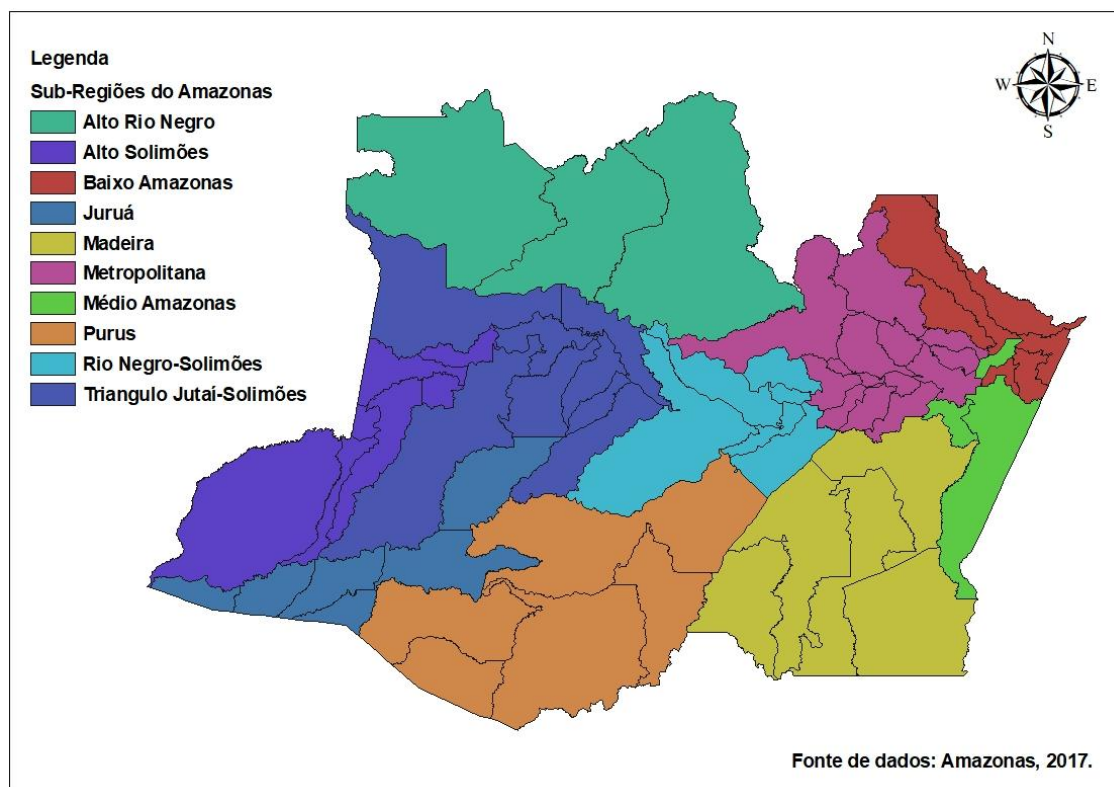 Legenda
Sub-Regiões do Amazonas
Alto Rio Negro
Alto Solimões
Baixo Amazonas
Juruá
Madeira
Metropolitana
Médio Amazonas
Purus
Rio Negro-Solimões
Triangulo Jutaí-Solimões
N
W E
S
Fonte de dados: Amazonas, 2017.